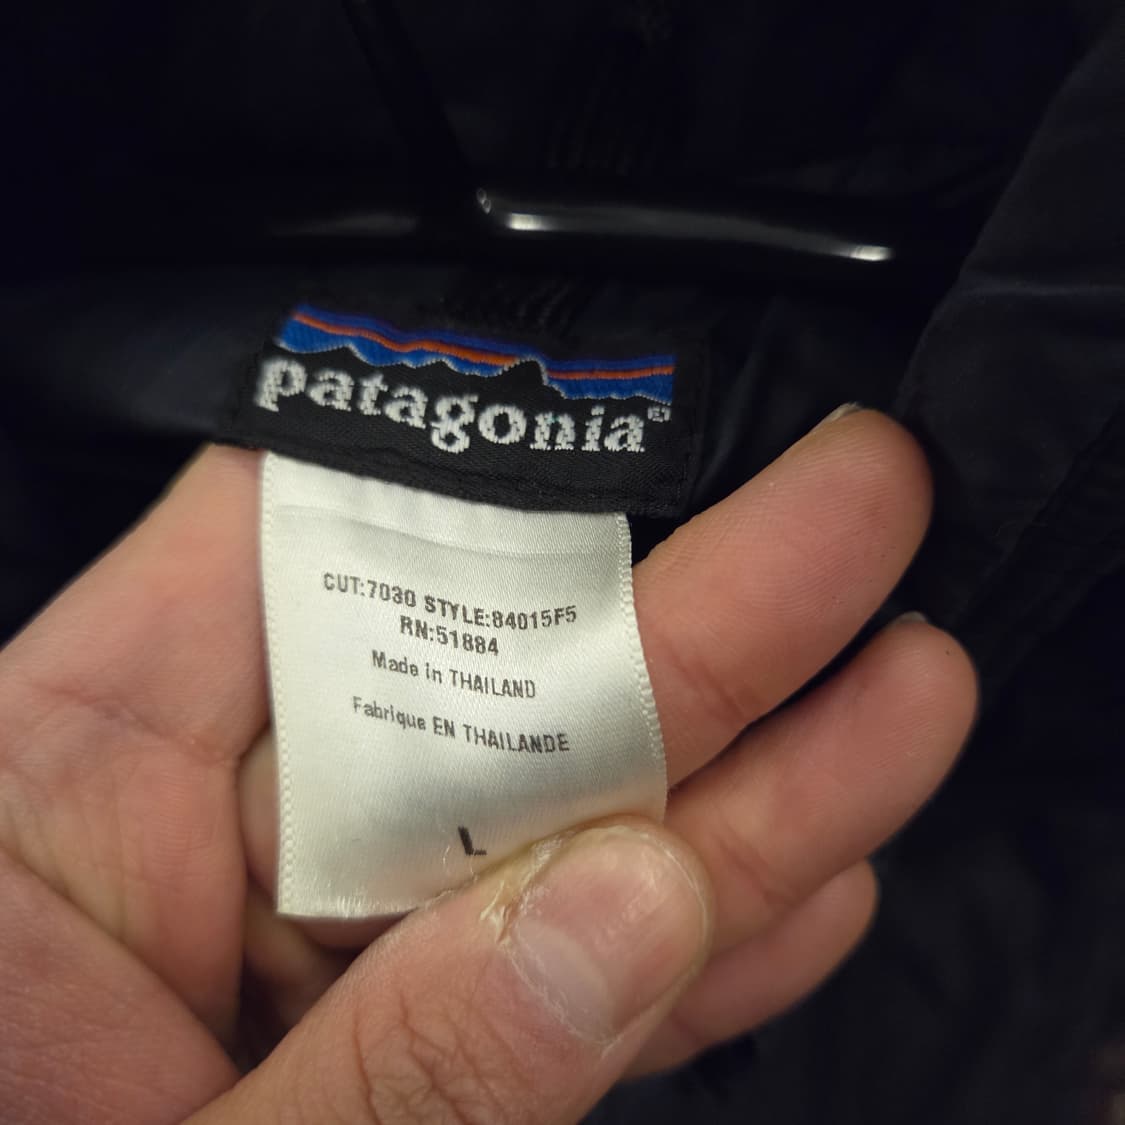 patagonia®
CUT:7030 STYLE:84015F5
RN:51884
Made in THAILAND
Fabrique EN THAILANDE
L